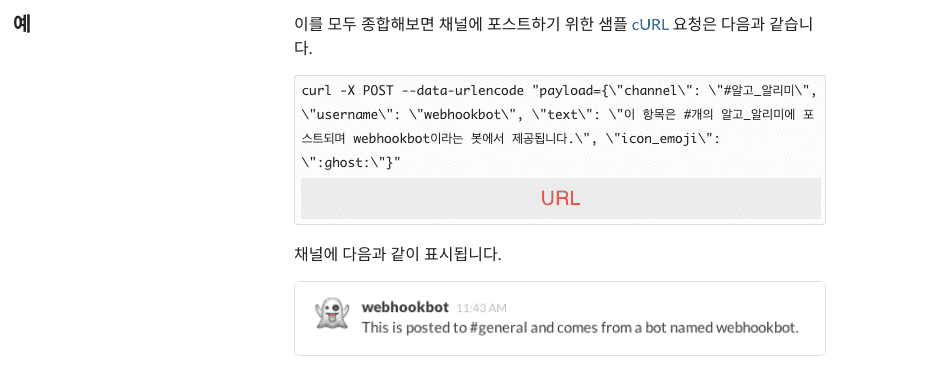 예
이를 모두 종합해보면 채널에 포스트하기 위한 샘플 cURL 요청은 다음과 같습니
다.
curl -X POST --data-urlencode "payload={\"channel\": \"#알고_알리미\",
\"username\": \"webhookbot\", \"text\": \"이 항목은 #개의 알고_알리미에 포
스트되며 webhookbot이라는 봇에서 제공됩니다.\", \"icon_emoji\":
\":ghost:\"}"
URL
채널에 다음과 같이 표시됩니다.
webhookbot 11:43 AM
This is posted to #general and comes from a bot named webhookbot.